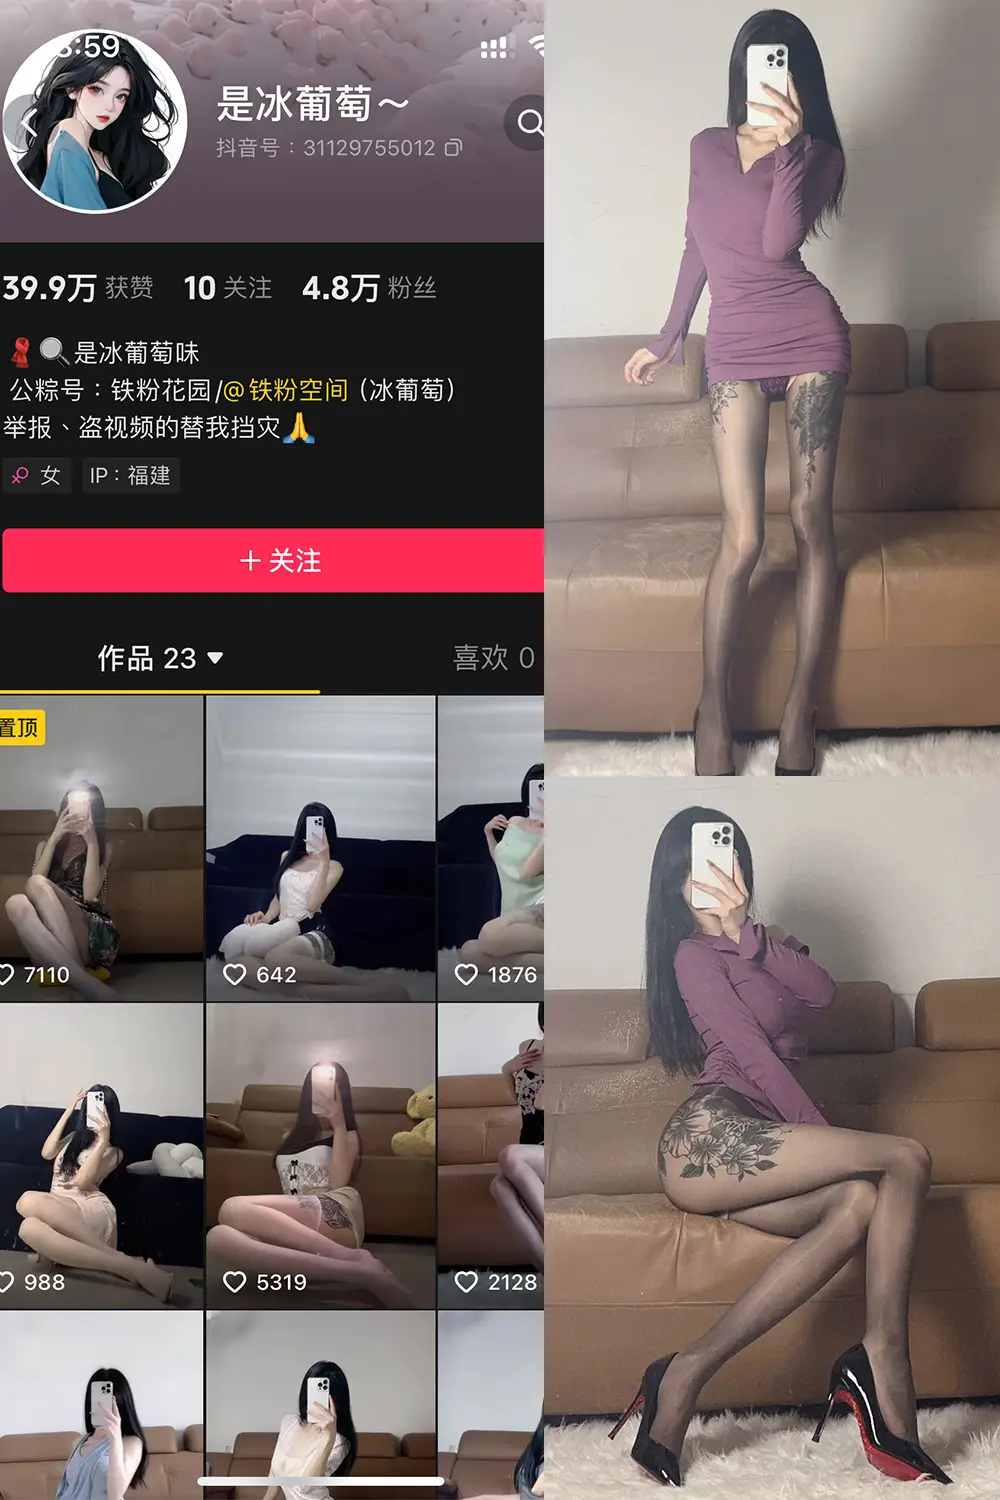 8:59
是冰葡萄～
抖音号：31129755012
39.9万 获赞 10 关注 4.8万 粉丝
是冰葡萄味
公粽号：铁粉花园/@铁粉空间（冰葡萄）
举报、盗视频的替我挡灾
女 IP：福建
＋关注
作品 23 喜欢 0
置顶
7110 642 1876
988 5319 2128